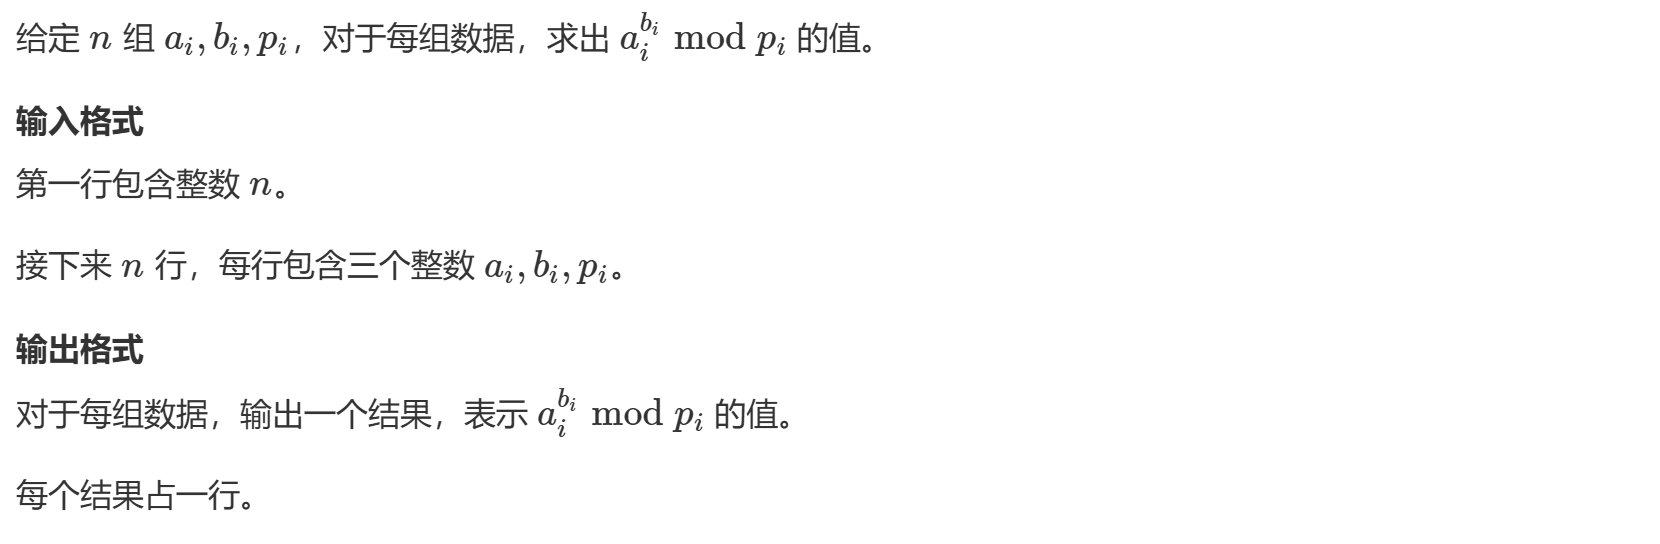 给定 n 组 a_i, b_i, p_i，对于每组数据，求出 a_i^{b_i} mod p_i 的值。
输入格式
第一行包含整数 n。
接下来 n 行，每行包含三个整数 a_i, b_i, p_i。
输出格式
对于每组数据，输出一个结果，表示 a_i^{b_i} mod p_i 的值。
每个结果占一行。